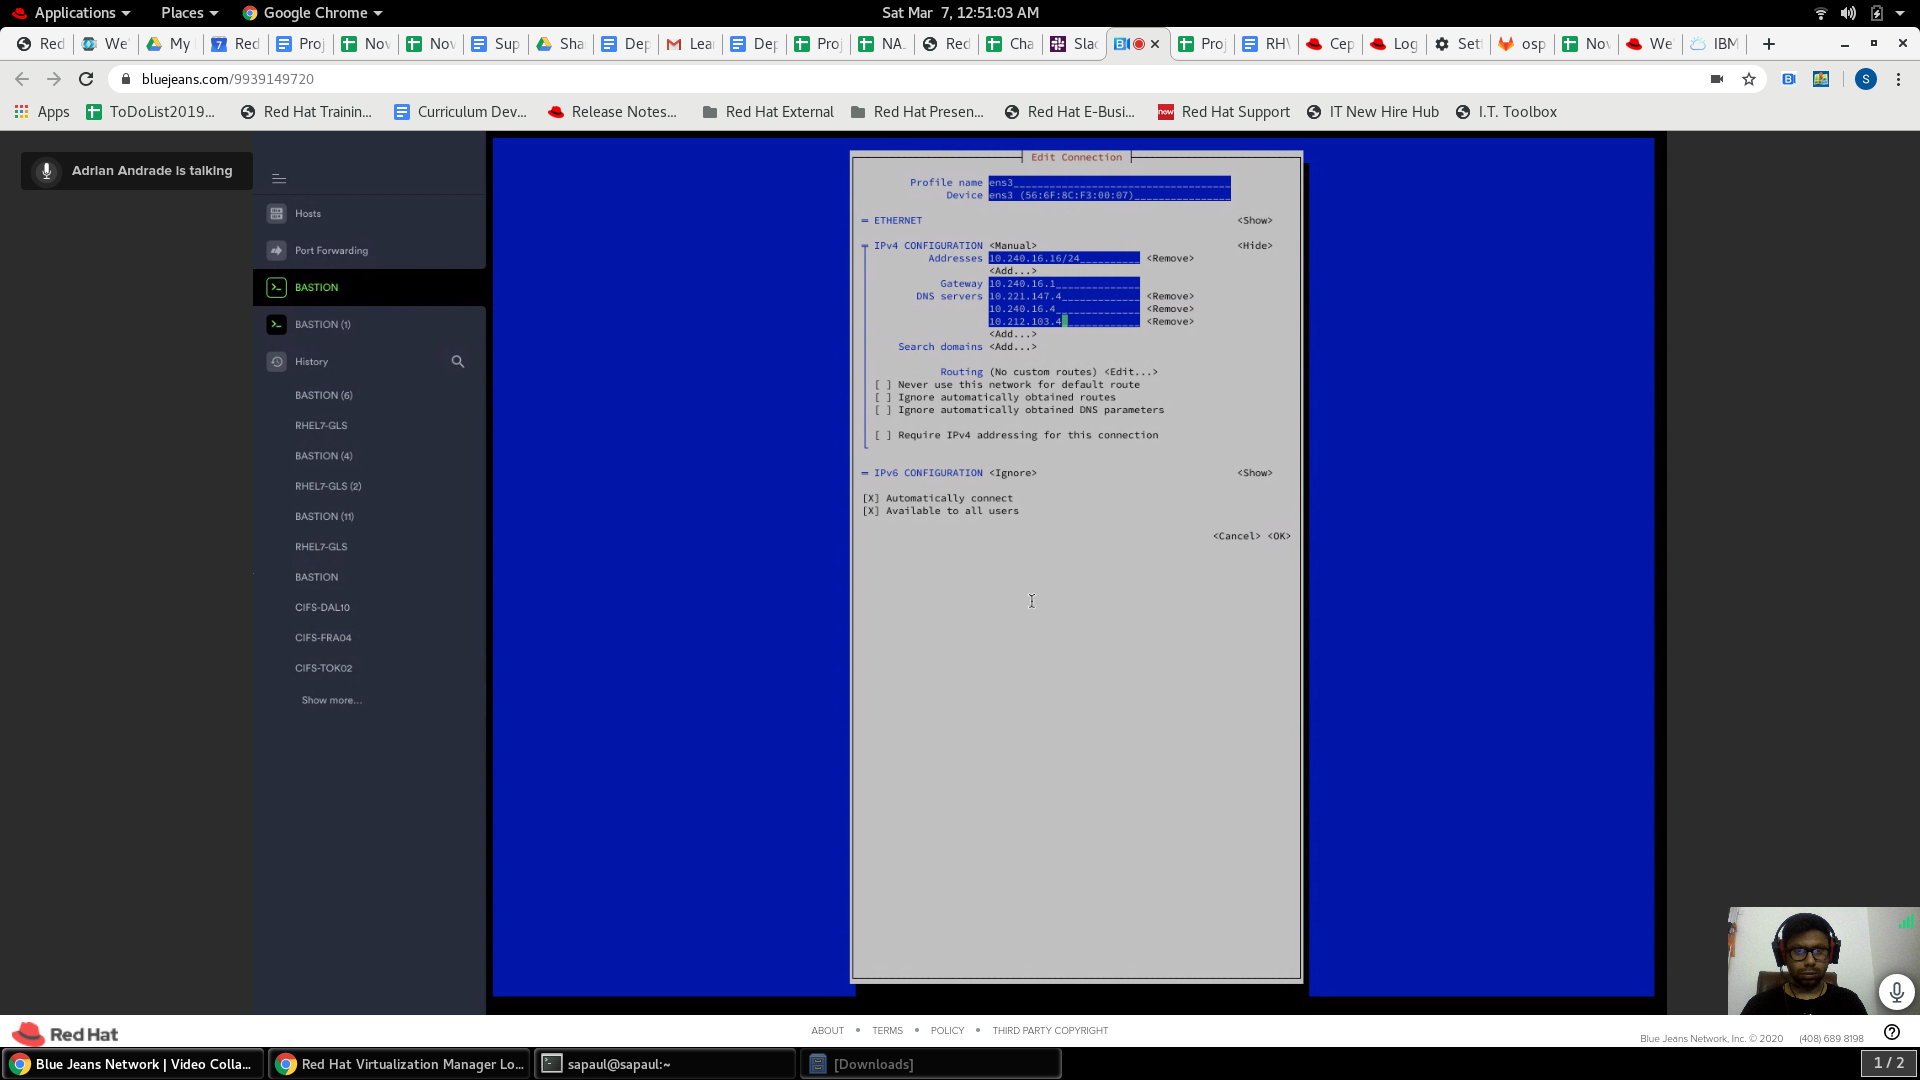 Applications Places Google Chrome Sat Mar 7, 12:51:03 AM
Red We' My 7 Red Proj Nov Nov Sup Sha Dep Lea Dep Proj NA. Red Cha Slac B Proj RHV Cep Log Sett osp Nov We' IBM
bluejeans.com/9939149720 B S
Apps ToDoList2019... Red Hat Trainin... Curriculum Dev... Release Notes... Red Hat External Red Hat Presen... Red Hat E-Busi... now Red Hat Support IT New Hire Hub I.T. Toolbox
Adrian Andrade is talking
Hosts
Port Forwarding
BASTION
BASTION (1)
History
BASTION (6)
RHEL7-GLS
BASTION (4)
RHEL7-GLS (2)
BASTION (11)
RHEL7-GLS
BASTION
CIFS-DAL10
CIFS-FRA04
CIFS-TOK02
Show more...
Edit Connection
Profile name ens3
Device ens3 (56:6F:8C:F3:00:07)
= ETHERNET <Show>
IPv4 CONFIGURATION <Manual> <Hide>
Addresses 10.240.16.16/24 <Remove>
<Add...>
Gateway 10.240.16.1
DNS servers 10.221.147.4 <Remove>
10.240.16.4 <Remove>
10.212.103.4 <Remove>
<Add...>
Search domains <Add...>
Routing (No custom routes) <Edit...>
[ ] Never use this network for default route
[ ] Ignore automatically obtained routes
[ ] Ignore automatically obtained DNS parameters
[ ] Require IPv4 addressing for this connection
= IPv6 CONFIGURATION <Ignore> <Show>
[X] Automatically connect
[X] Available to all users
<Cancel> <OK>
Red Hat ABOUT • TERMS • POLICY • THIRD PARTY COPYRIGHT
Blue Jeans Network, Inc. © 2020 (408) 689 8198
Blue Jeans Network | Video Colla... Red Hat Virtualization Manager Lo... sapaul@sapaul:~ [Downloads] 1 / 2